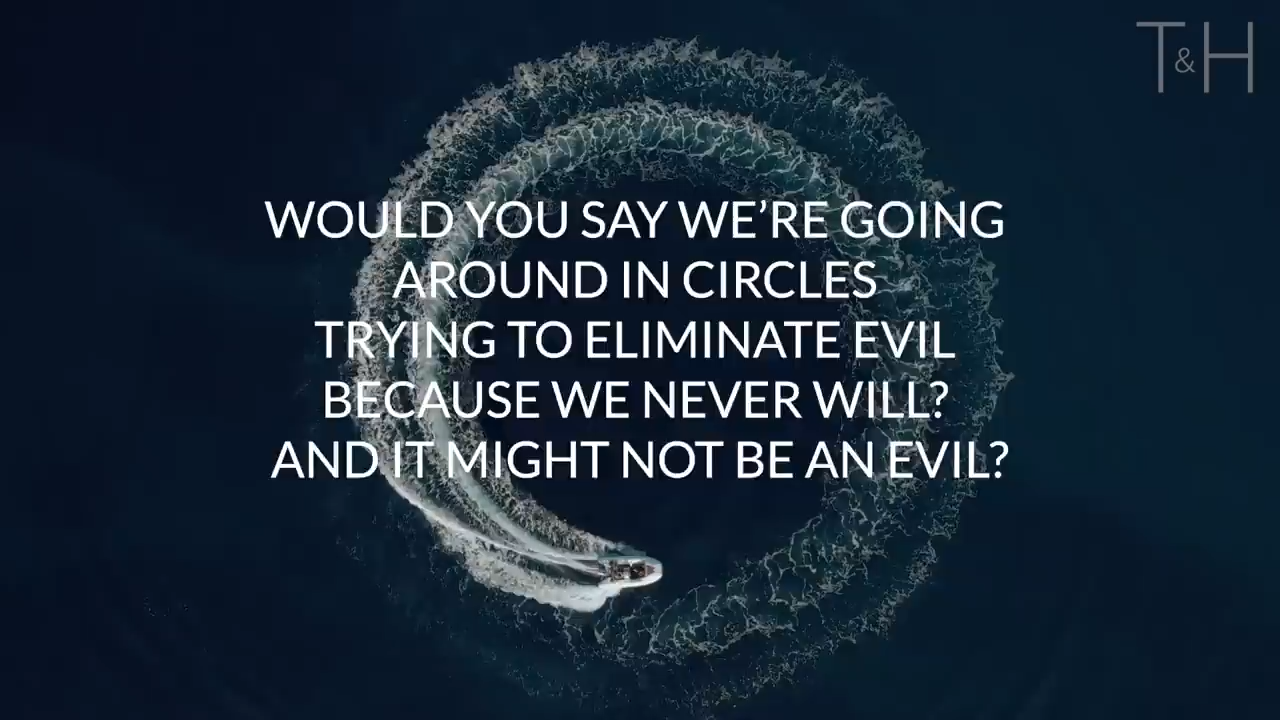 T&H
WOULD YOU SAY WE’RE GOING
AROUND IN CIRCLES
TRYING TO ELIMINATE EVIL
BECAUSE WE NEVER WILL?
AND IT MIGHT NOT BE AN EVIL?